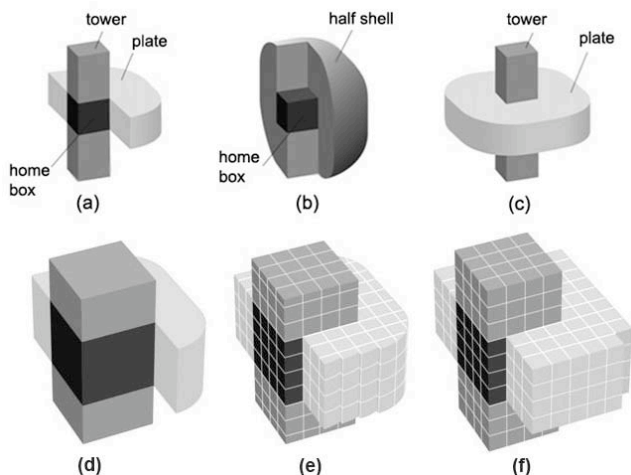 tower
plate
home
box
(a)
half shell
home
box
(b)
tower
plate
(c)
(d)
(e)
(f)